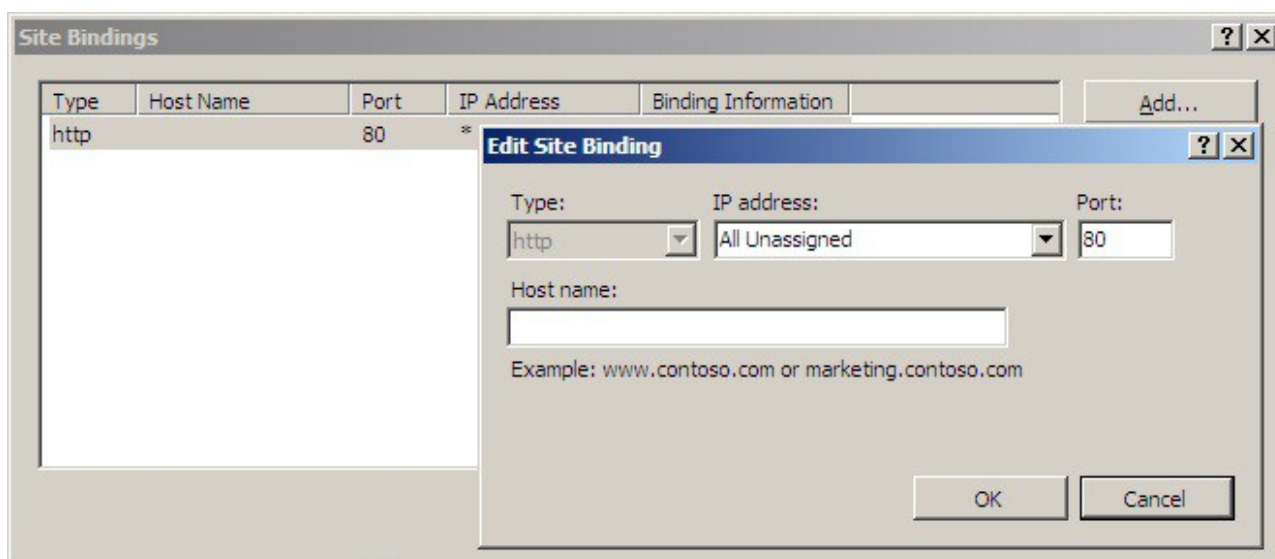 Site Bindings
Type Host Name Port IP Address Binding Information Add...
http 80 *
Edit Site Binding
Type: IP address: Port:
http All Unassigned 80
Host name:
Example: www.contoso.com or marketing.contoso.com
OK Cancel